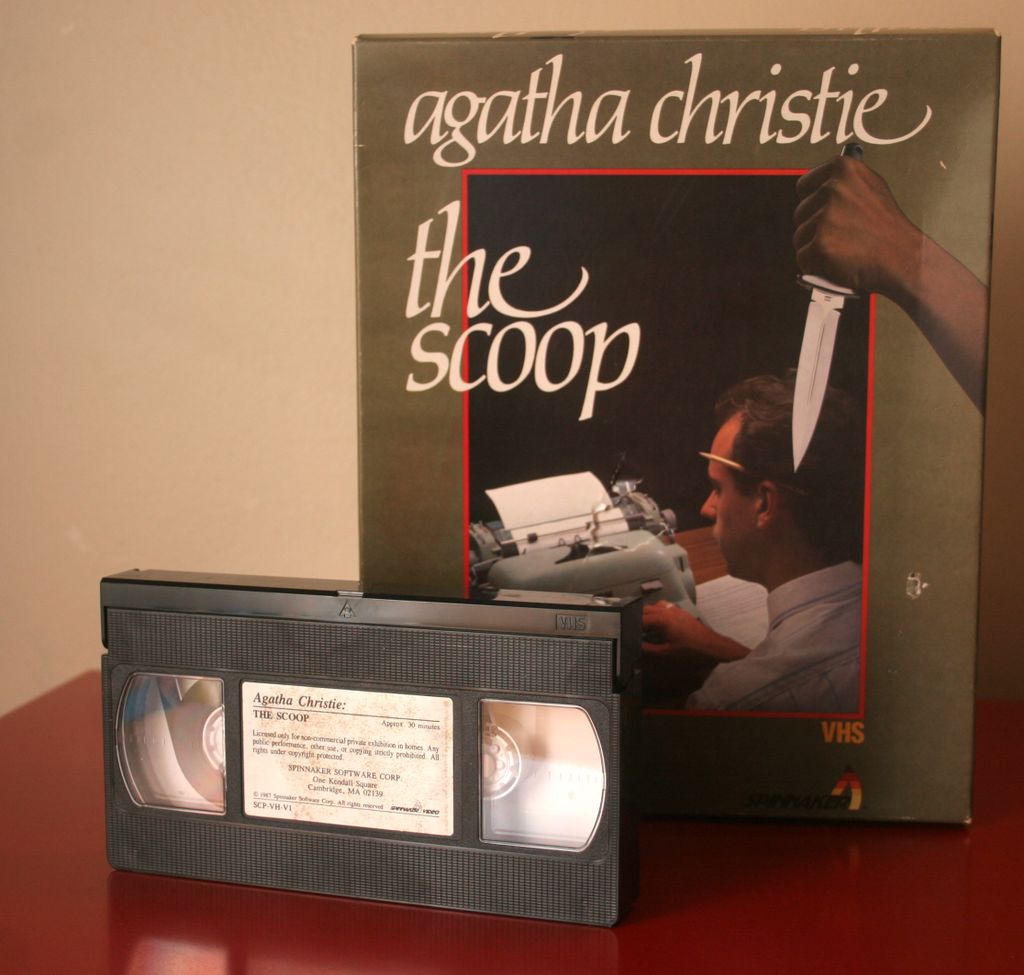 agatha christie
the
scoop
VHS
SPINNAKER
VHS
Agatha Christie:
THE SCOOP
Approx. 30 minutes
Licensed only for non-commercial private exhibition in homes. Any
public performance, other use, or copying strictly prohibited. All
rights under copyright protected.
SPINNAKER SOFTWARE CORP.
One Kendall Square
Cambridge, MA 02139
© 1987 Spinnaker Software Corp. All rights reserved
SCP-VH-V1
SPINNAKER VIDEO